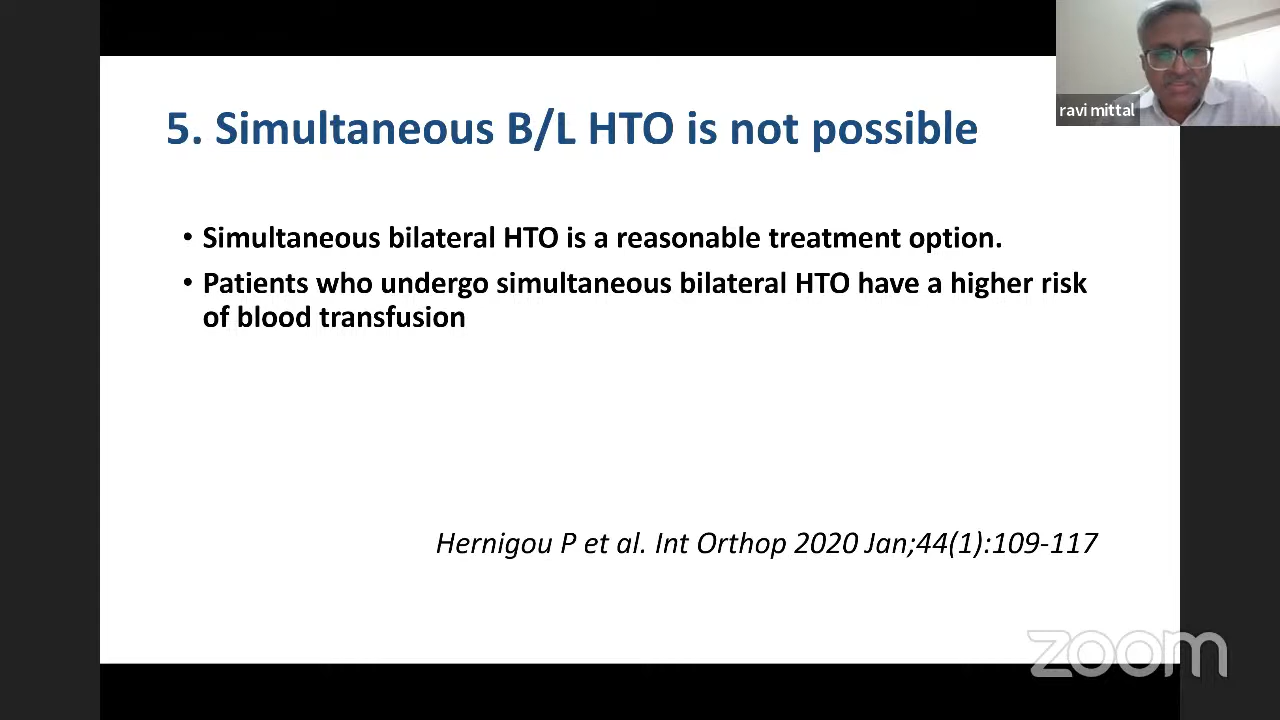 ravi mittal
5. Simultaneous B/L HTO is not possible
• Simultaneous bilateral HTO is a reasonable treatment option.
• Patients who undergo simultaneous bilateral HTO have a higher risk
of blood transfusion
Hernigou P et al. Int Orthop 2020 Jan;44(1):109-117
zoom